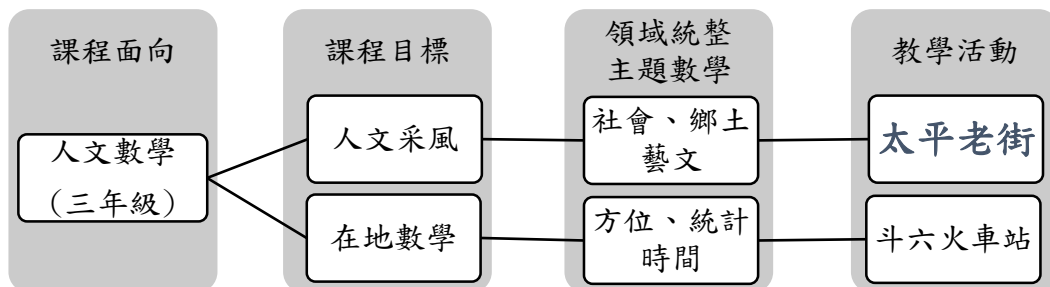 課程面向
課程目標
領域統整
主題數學
教學活動
人文數學
(三年級)
人文采風
社會、鄉土
藝文
太平老街
在地數學
方位、統計
時間
斗六火車站